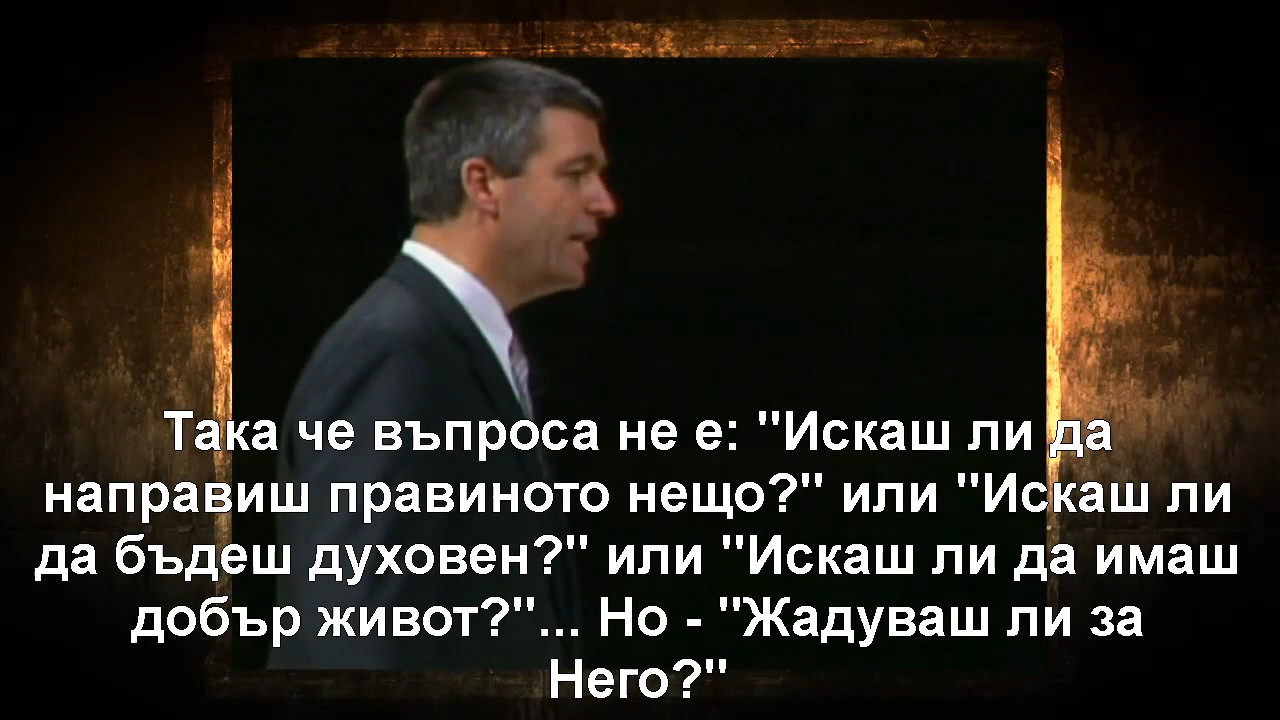 Така че въпроса не е: "Искаш ли да
направиш правиното нещо?" или "Искаш ли
да бъдеш духовен?" или "Искаш ли да имаш
добър живот?"... Но - "Жадуваш ли за
Него?"